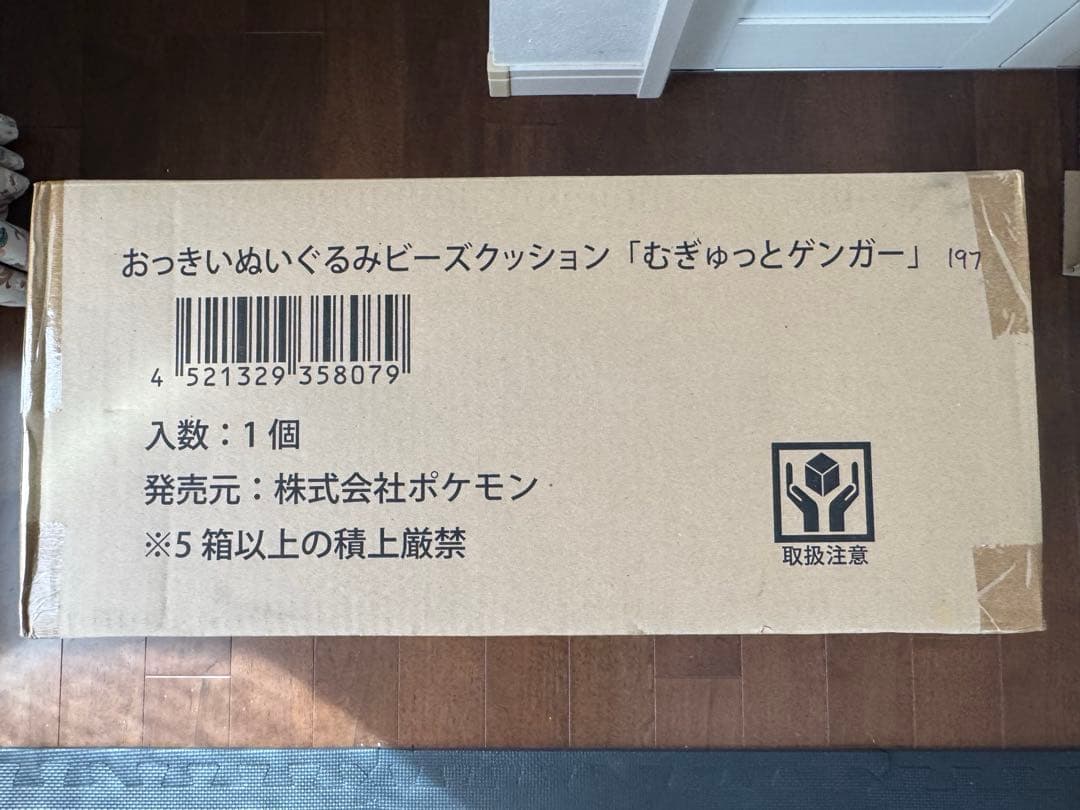 おっきいぬいぐるみビーズクッション「むぎゅっとゲンガー」 197
4 521329 358079
入数：1 個
発売元：株式会社ポケモン
※5 箱以上の積上厳禁
取扱注意